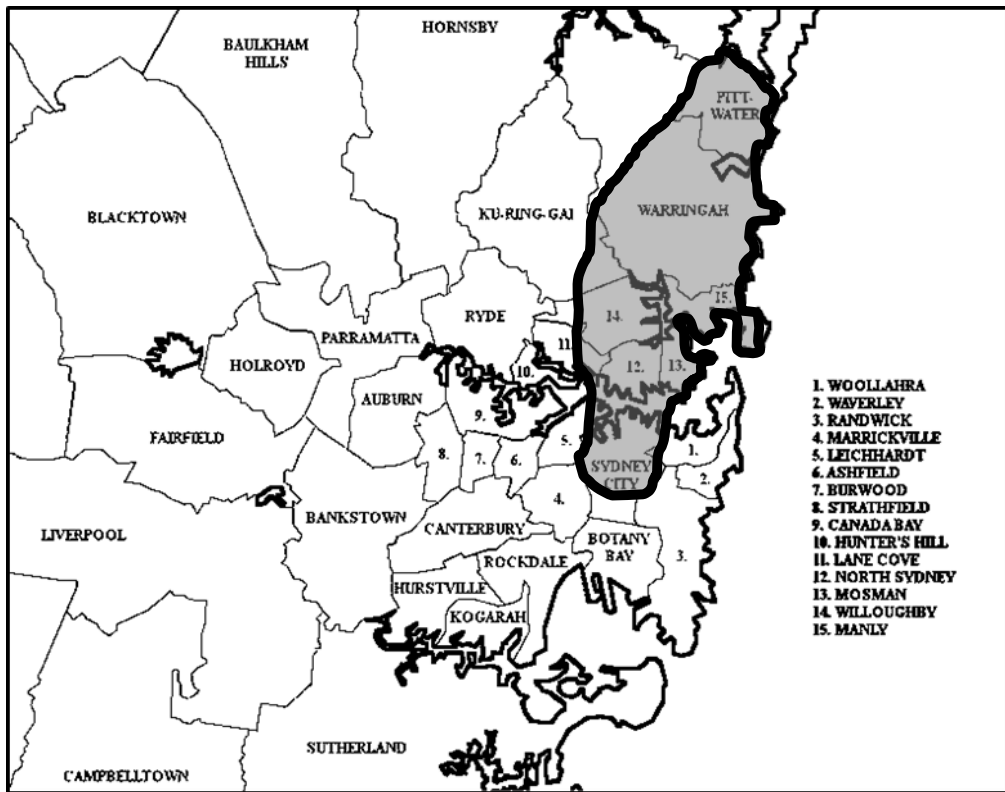 HORNSBY
BAULKHAM
HILLS
PITT-
WATER
BLACKTOWN
KU-RING-GAI
WARRINGAH
15.
RYDE
14.
PARRAMATTA
11.
HOLROYD
10.
12.
13.
AUBURN
9.
FAIRFIELD
8.
7.
6.
5.
1.
SYDNEY
CITY
2.
4.
BANKSTOWN
LIVERPOOL
CANTERBURY
BOTANY
BAY
3.
ROCKDALE
HURSTVILLE
KOGARAH
SUTHERLAND
CAMPBELLTOWN
1. WOOLLAHRA
2. WAVERLEY
3. RANDWICK
4. MARRICKVILLE
5. LEICHHARDT
6. ASHFIELD
7. BURWOOD
8. STRATHFIELD
9. CANADA BAY
10. HUNTER'S HILL
11. LANE COVE
12. NORTH SYDNEY
13. MOSMAN
14. WILLOUGHBY
15. MANLY